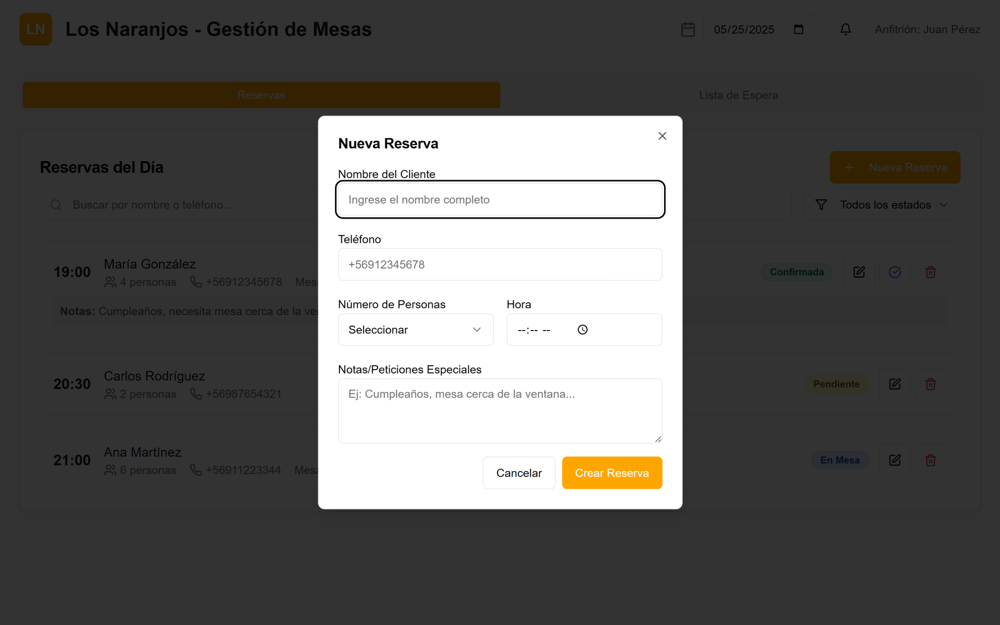 LN
Los Naranjos - Gestión de Mesas
05/25/2025
Anfitrión: Juan Pérez
Reservas
Lista de Espera
Reservas del Día
Nueva Reserva
Buscar por nombre o teléfono...
Todos los estados
19:00
María González
4 personas
+56912345678
Confirmada
Notas: Cumpleaños, necesita mesa cerca de la
20:30
Carlos Rodríguez
2 personas
+56987654321
Pendiente
21:00
Ana Martínez
6 personas
+56911223344
En Mesa
Nueva Reserva
Nombre del Cliente
Ingrese el nombre completo
Teléfono
+56912345678
Número de Personas
Hora
Seleccionar
--:-- --
Notas/Peticiones Especiales
Ej: Cumpleaños, mesa cerca de la ventana...
Cancelar
Crear Reserva